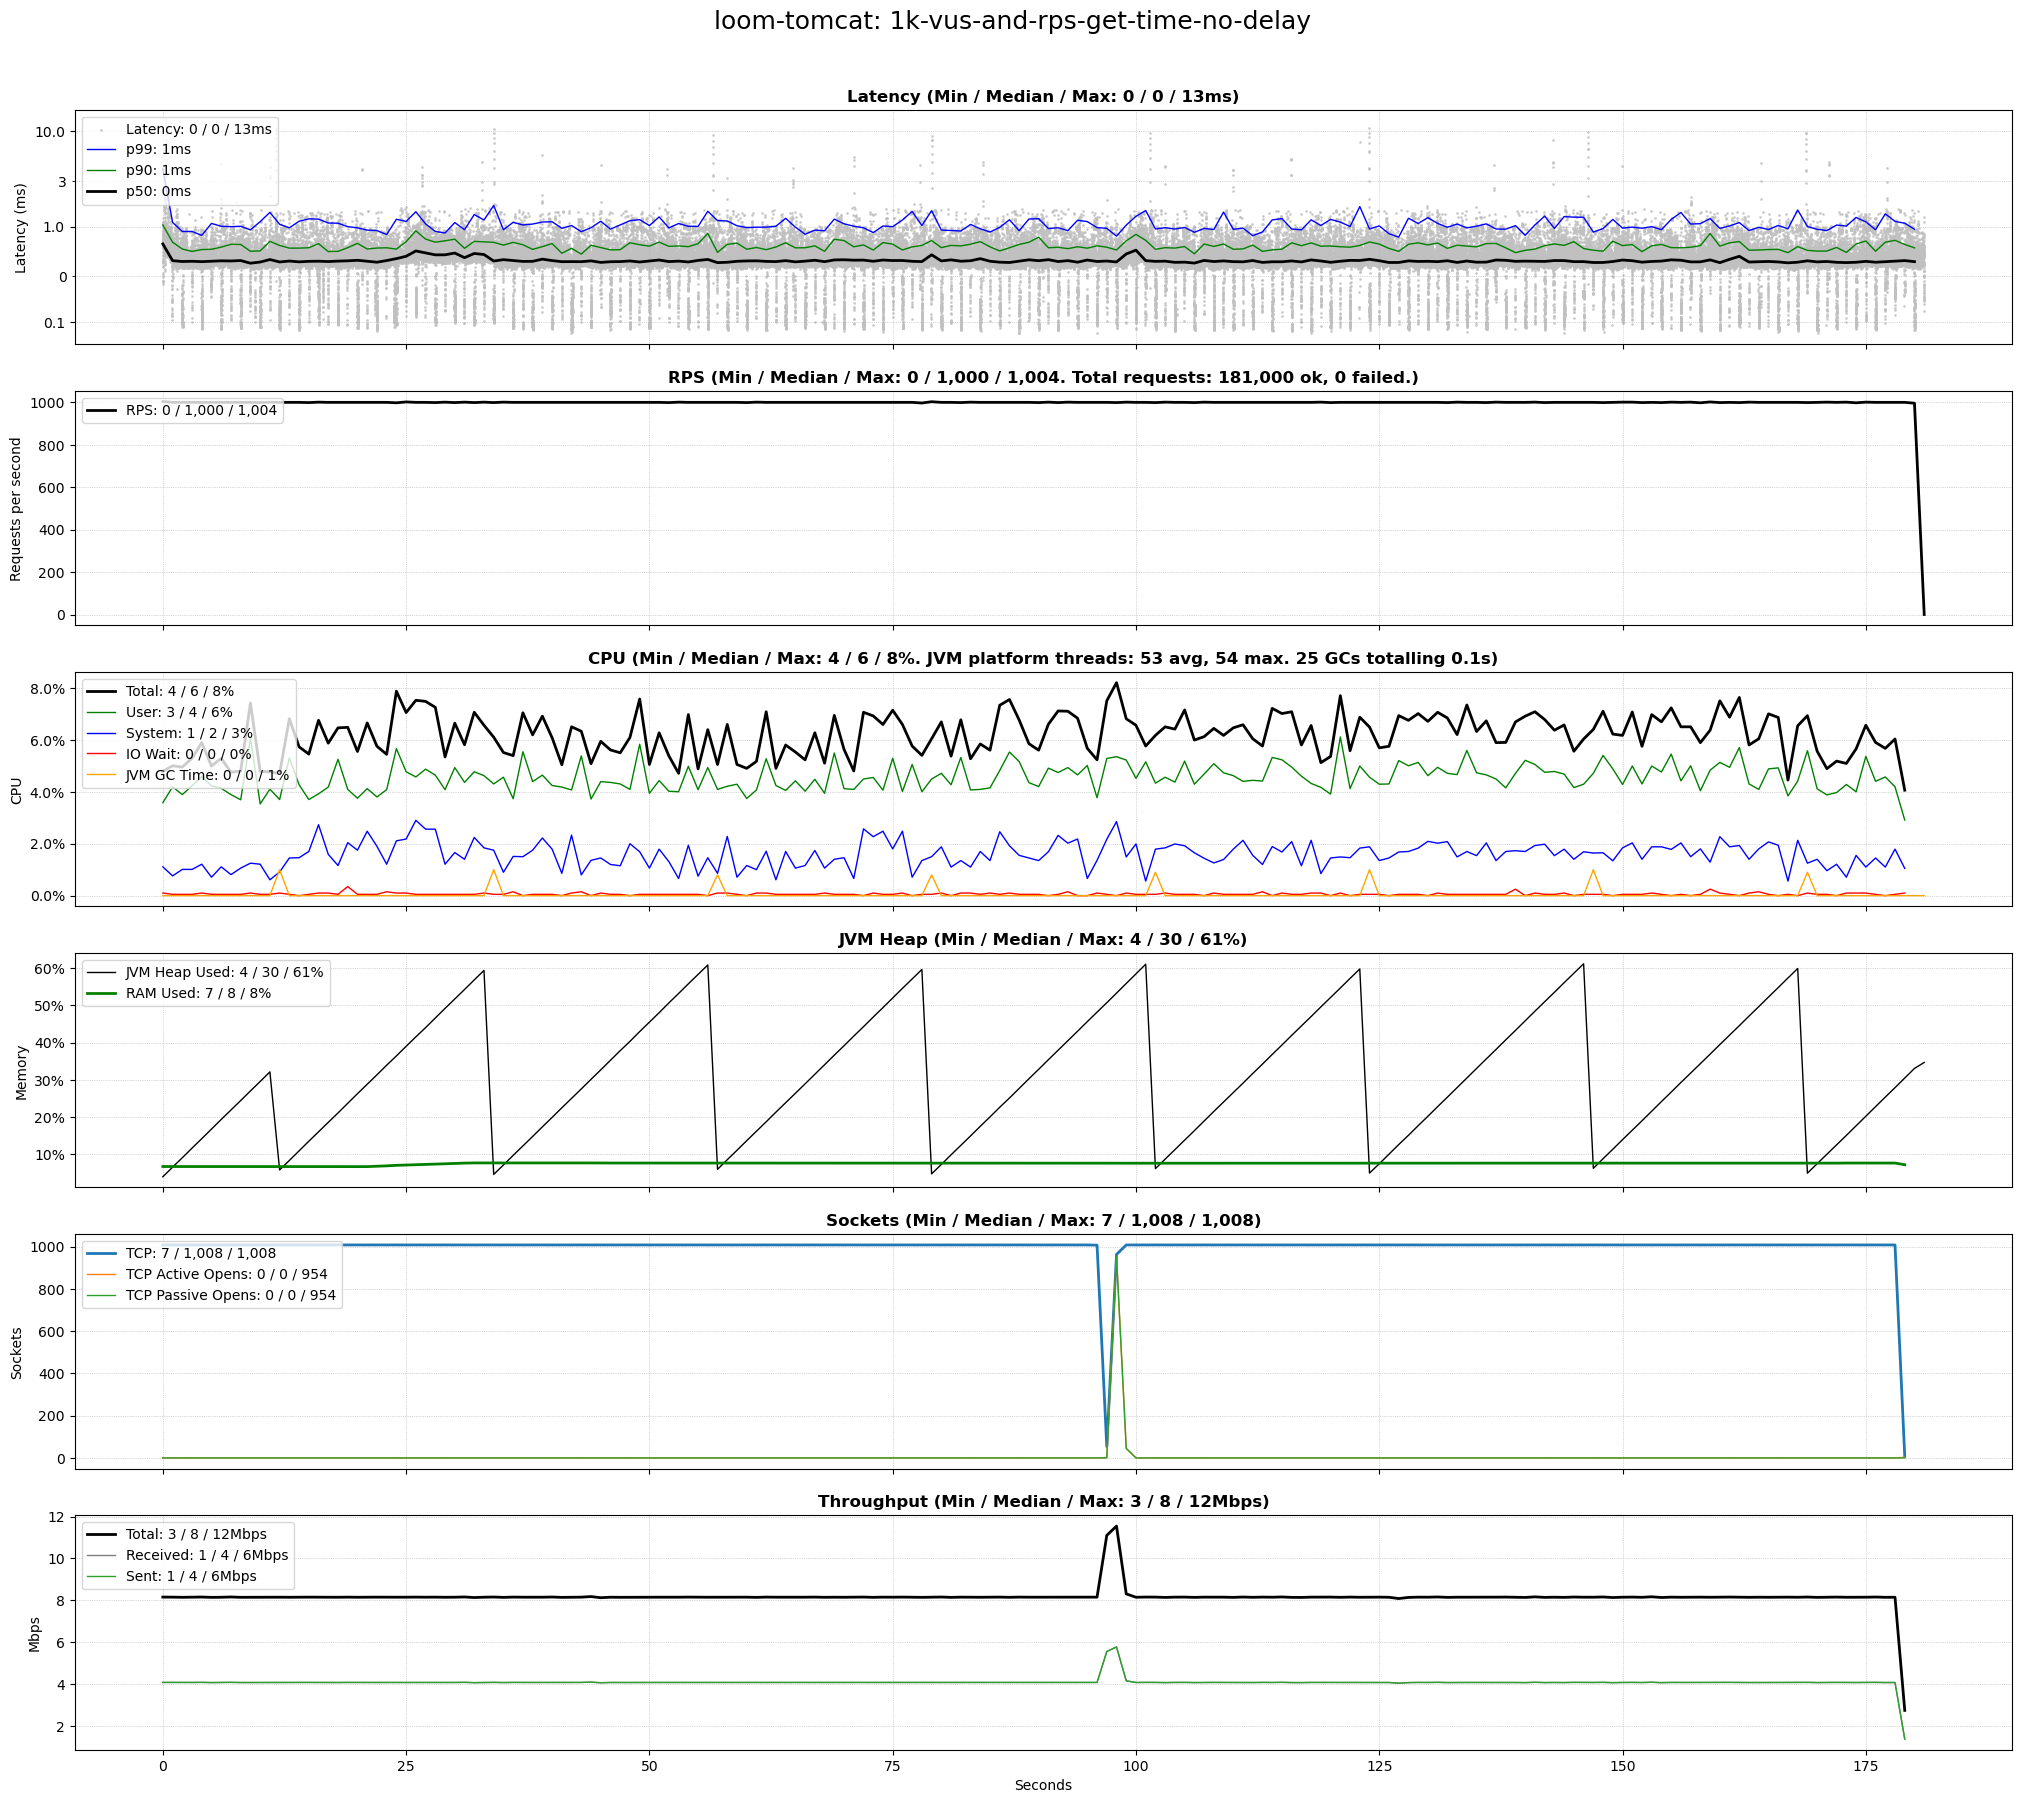 loom-tomcat: 1k-vus-and-rps-get-time-no-delay
Latency (Min / Median / Max: 0 / 0 / 13ms)
Latency: 0 / 0 / 13ms
p99: 1ms
p90: 1ms
p50: 0ms
Latency (ms)
10.0
3
1.0
0
0.1
RPS (Min / Median / Max: 0 / 1,000 / 1,004. Total requests: 181,000 ok, 0 failed.)
RPS: 0 / 1,000 / 1,004
Requests per second
1000
800
600
400
200
0
CPU (Min / Median / Max: 4 / 6 / 8%. JVM platform threads: 53 avg, 54 max. 25 GCs totalling 0.1s)
Total: 4 / 6 / 8%
User: 3 / 4 / 6%
System: 1 / 2 / 3%
IO Wait: 0 / 0 / 0%
JVM GC Time: 0 / 0 / 1%
CPU
8.0%
6.0%
4.0%
2.0%
0.0%
JVM Heap (Min / Median / Max: 4 / 30 / 61%)
JVM Heap Used: 4 / 30 / 61%
RAM Used: 7 / 8 / 8%
Memory
60%
50%
40%
30%
20%
10%
Sockets (Min / Median / Max: 7 / 1,008 / 1,008)
TCP: 7 / 1,008 / 1,008
TCP Active Opens: 0 / 0 / 954
TCP Passive Opens: 0 / 0 / 954
Sockets
1000
800
600
400
200
0
Throughput (Min / Median / Max: 3 / 8 / 12Mbps)
Total: 3 / 8 / 12Mbps
Received: 1 / 4 / 6Mbps
Sent: 1 / 4 / 6Mbps
Mbps
12
10
8
6
4
2
0 25 50 75 100 125 150 175
Seconds